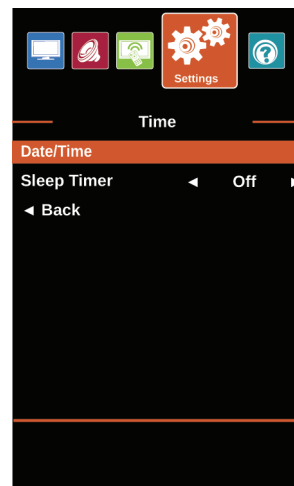 Settings
Time
Date/Time
Sleep Timer ◄ Off ►
◄ Back